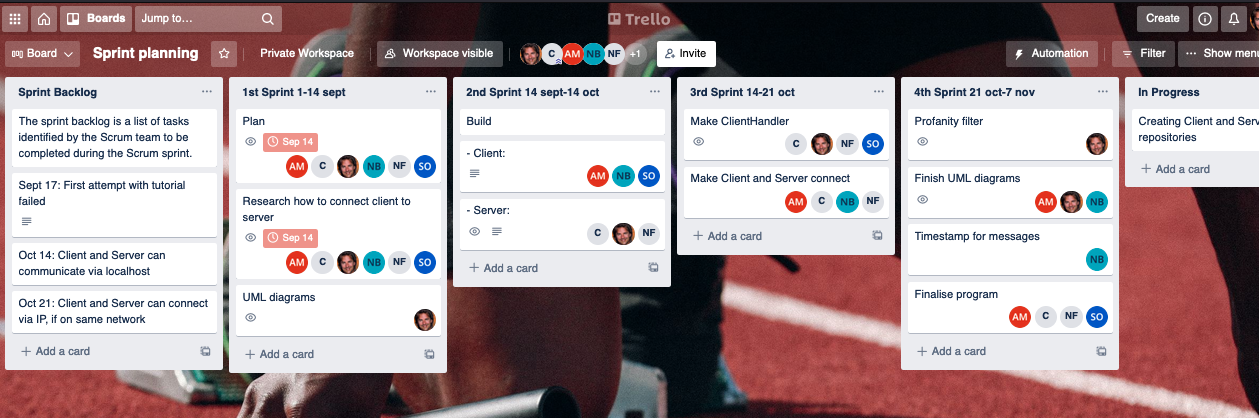 Boards
Jump to...
Trello
Create
Board
Sprint planning
Private Workspace
Workspace visible
C
AM
NB
NF
+1
Invite
Automation
Filter
Show menu
Sprint Backlog
The sprint backlog is a list of tasks
identified by the Scrum team to be
completed during the Scrum sprint.
Sept 17: First attempt with tutorial
failed
Oct 14: Client and Server can
communicate via localhost
Oct 21: Client and Server can connect
via IP, if on same network
+ Add a card
1st Sprint 1-14 sept
Plan
Sep 14
AM C NB NF SO
Research how to connect client to
server
Sep 14
AM C NB NF SO
UML diagrams
+ Add a card
2nd Sprint 14 sept-14 oct
Build
- Client:
AM NB SO
- Server:
C NF
+ Add a card
3rd Sprint 14-21 oct
Make ClientHandler
C NF SO
Make Client and Server connect
AM C NB NF
+ Add a card
4th Sprint 21 oct-7 nov
Profanity filter
Finish UML diagrams
AM NB
Timestamp for messages
NB
Finalise program
AM C NF SO
+ Add a card
In Progress
Creating Client and Serv
repositories
+ Add a card